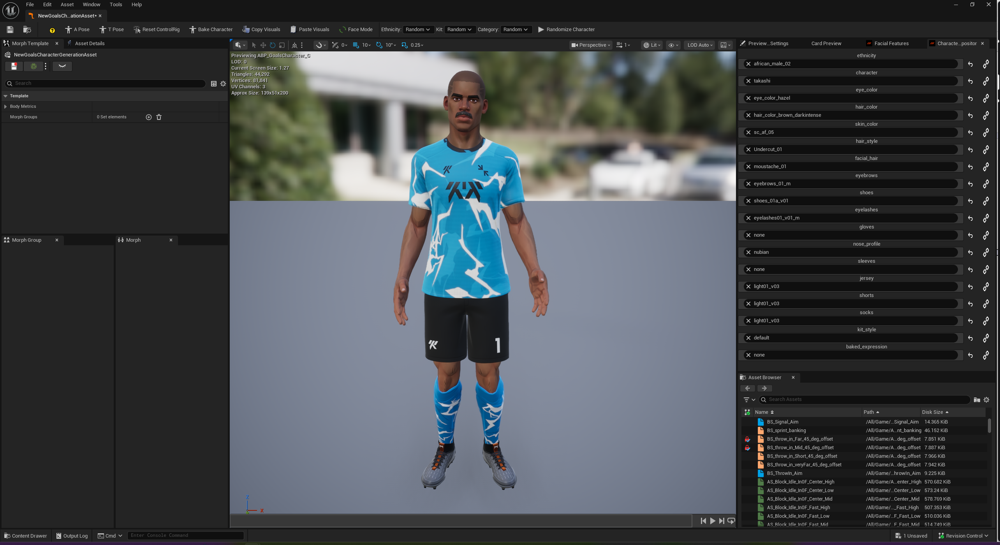 File Edit Asset Window Tools Help
NewGoalsCh...ationAsset*
A Pose T Pose Reset ControlRig Bake Character Copy Visuals Paste Visuals Face Mode Ethnicity: Random Kit: Random Category: Random Randomize Character
Morph Template Asset Details
NewGoalsCharacterGenerationAsset
Search
Template
Body Metrics
Morph Groups 0 Set elements
Morph Group Morph
0 10 10° 0.25 Perspective 1 Lit LOD Auto
Previewing ABP_GoalsCharacter_C
LOD: 0
Current Screen Size: 1.27
Triangles: 44,292
Vertices: 81,841
UV Channels: 3
Approx Size: 139x51x200
1
Z
X
Preview...Settings Card Preview Facial Features Characte...positor
ethnicity
african_male_02
character
takashi
eye_color
eye_color_hazel
hair_color
hair_color_brown_darkintense
skin_color
sc_af_05
hair_style
Undercut_01
facial_hair
moustache_01
eyebrows
eyebrows_01_m
shoes
shoes_01a_v01
eyelashes
eyelashes01_v01_m
gloves
none
nose_profile
nubian
sleeves
none
jersey
light01_v03
shorts
light01_v03
socks
light01_v03
kit_style
default
baked_expression
none
Asset Browser
Search Assets
Name Path Disk Size
BS_Signal_Aim /All/Game/...Signal_Aim 14.365 KiB
BS_sprint_banking /All/Game/A...nt_banking 46.152 KiB
BS_throw_in_Far_45_deg_offset /All/Game/A...deg_offset 7.851 KiB
BS_throw_in_Mid_45_deg_offset /All/Game/A...deg_offset 7.887 KiB
BS_throw_in_Short_45_deg_offset /All/Game/A...deg_offset 7.966 KiB
BS_throw_in_veryFar_45_deg_offset /All/Game/A...deg_offset 7.942 KiB
BS_ThrowIn_Aim /All/Game/...hrowIn_Aim 9.225 KiB
AS_Block_Idle_In0F_Center_High /All/Game/A...enter_High 570.682 KiB
AS_Block_Idle_In0F_Center_Low /All/Game/...Center_Low 573.24 KiB
AS_Block_Idle_In0F_Center_Mid /All/Game/...Center_Mid 578.769 KiB
AS_Block_Idle_In0F_Fast_High /All/Game/..._Fast_High 507.353 KiB
AS_Block_Idle_In0F_Fast_Low /All/Game/...F_Fast_Low 510.036 KiB
AS_Block_Idle_In0F_Fast_Mid /All/Game/...F_Fast_Mid 514.749 KiB
Content Drawer Output Log Cmd Enter Console Command 1 Unsaved Revision Control